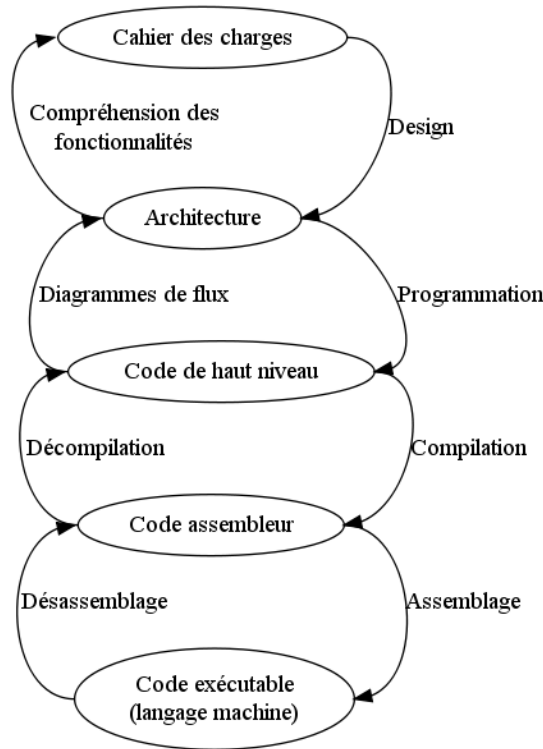 Cahier des charges
Compréhension des
fonctionnalités
Design
Architecture
Diagrammes de flux
Programmation
Code de haut niveau
Décompilation
Compilation
Code assembleur
Désassemblage
Assemblage
Code exécutable
(langage machine)